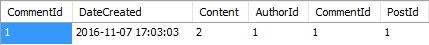 CommentId DateCreated Content AuthorId CommentId PostId
1 2016-11-07 17:03:03 2 1 1 1